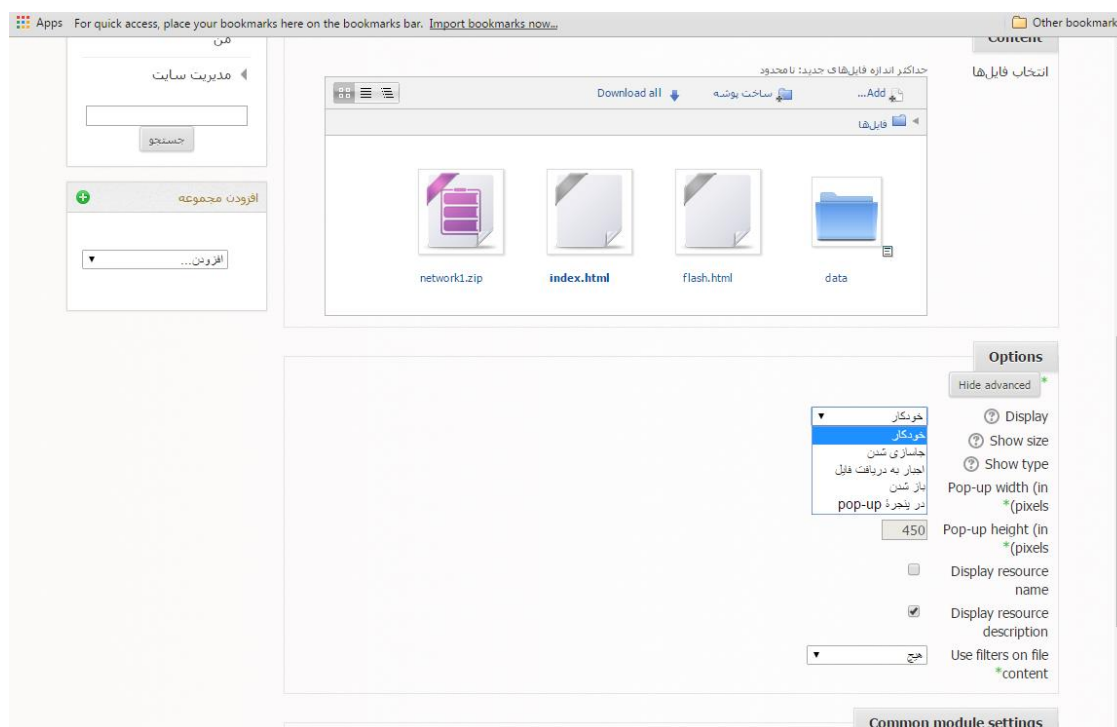 Apps For quick access, place your bookmarks here on the bookmarks bar. Import bookmarks now...
Other bookmark
من
مدیریت سایت
جستجو
افزودن مجموعه
افزودن...
Content
انتخاب فایل‌ها
حداکثر اندازه فایل‌های جدید: نامحدود
Add...
ساخت پوشه
Download all
فایل‌ها
data
flash.html
index.html
network1.zip
Options
Hide advanced *
Display
خودکار
خودکار
جاسازی شدن
اجبار به دریافت فایل
باز شدن
در پنجرهٔ pop-up
Show size
Show type
Pop-up width (in
pixels)*
Pop-up height (in
pixels)*
450
Display resource
name
Display resource
description
Use filters on file
content*
هیچ
Common module settings